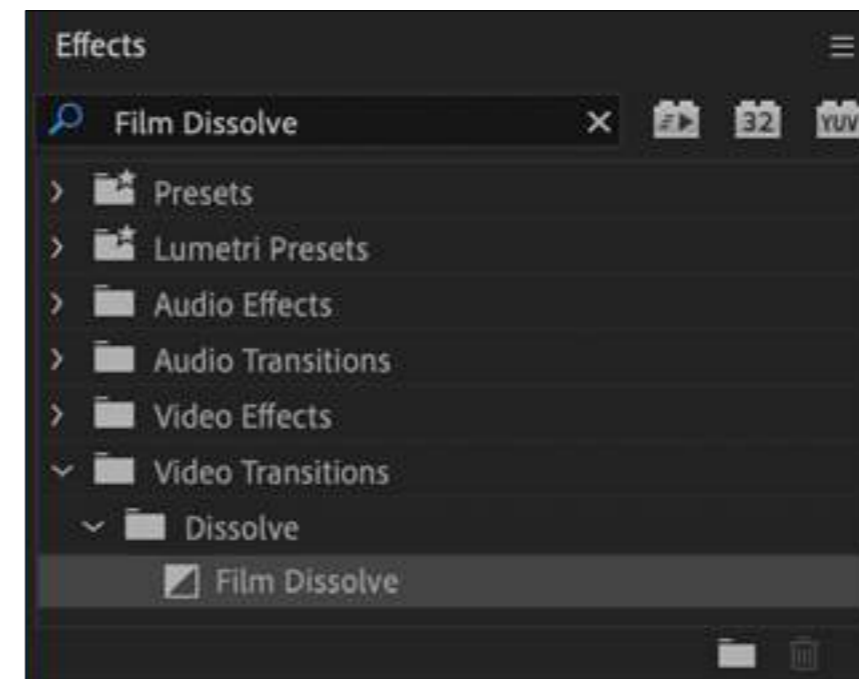 Effects
Film Dissolve 32 YUV
Presets
Lumetri Presets
Audio Effects
Audio Transitions
Video Effects
Video Transitions
Dissolve
Film Dissolve